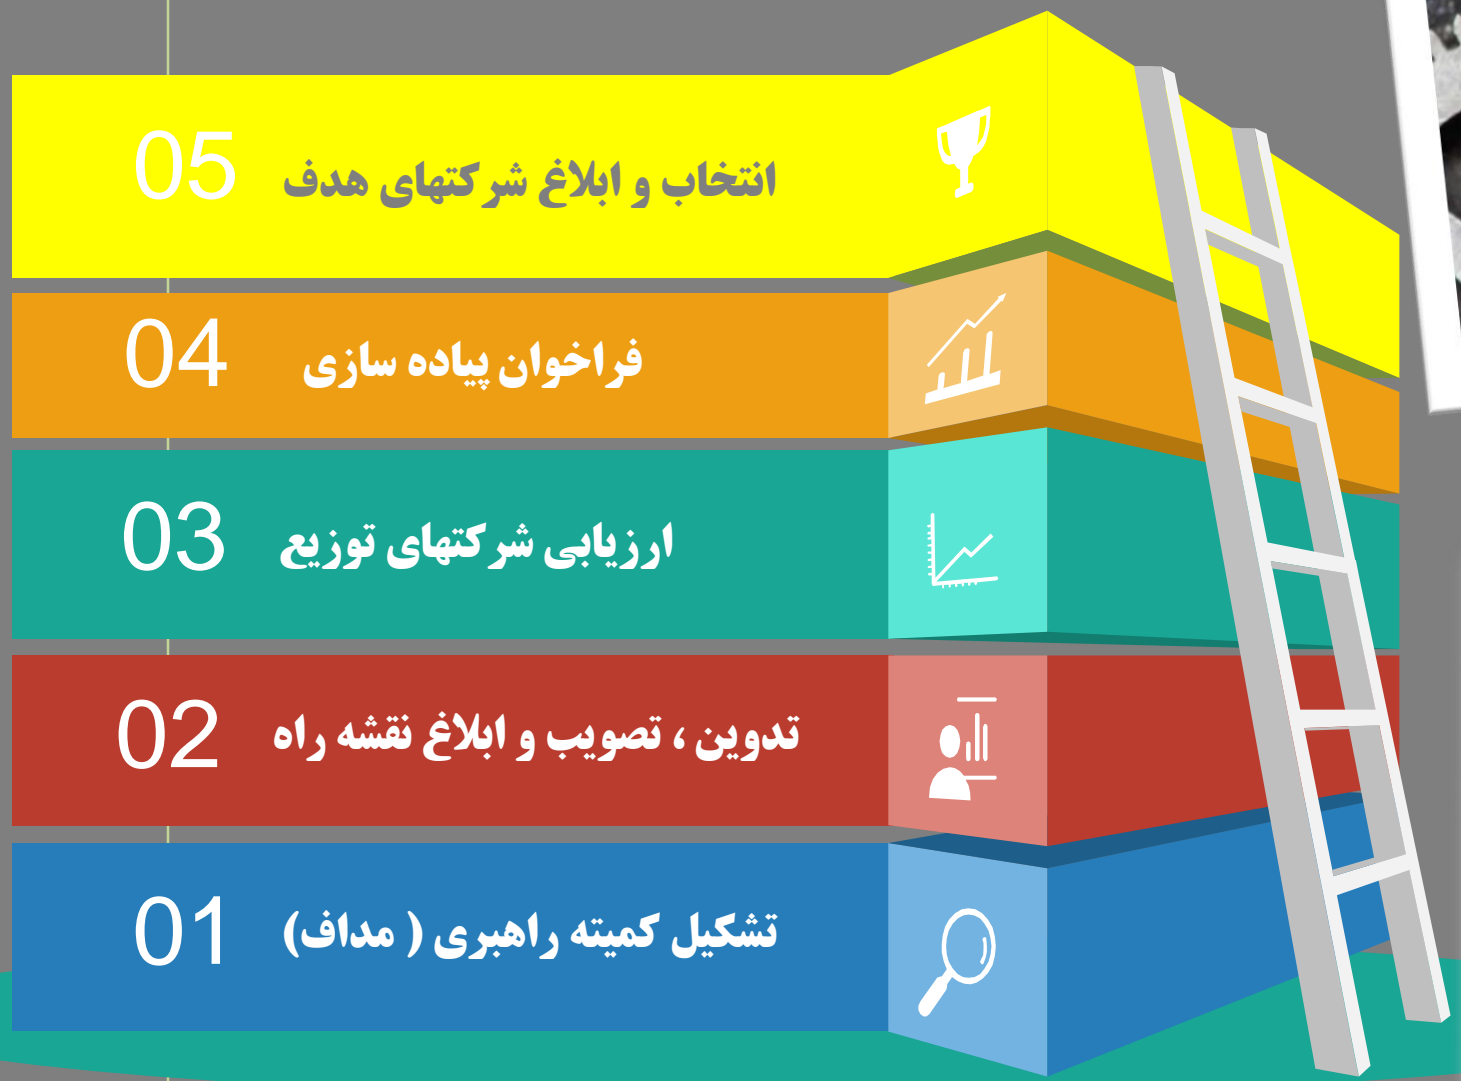 05 انتخاب و ابلاغ شرکتهای هدف
04 فراخوان پیاده سازی
03 ارزیابی شرکتهای توزیع
02 تدوین ، تصویب و ابلاغ نقشه راه
01 تشکیل کمیته راهبری ( مداف)